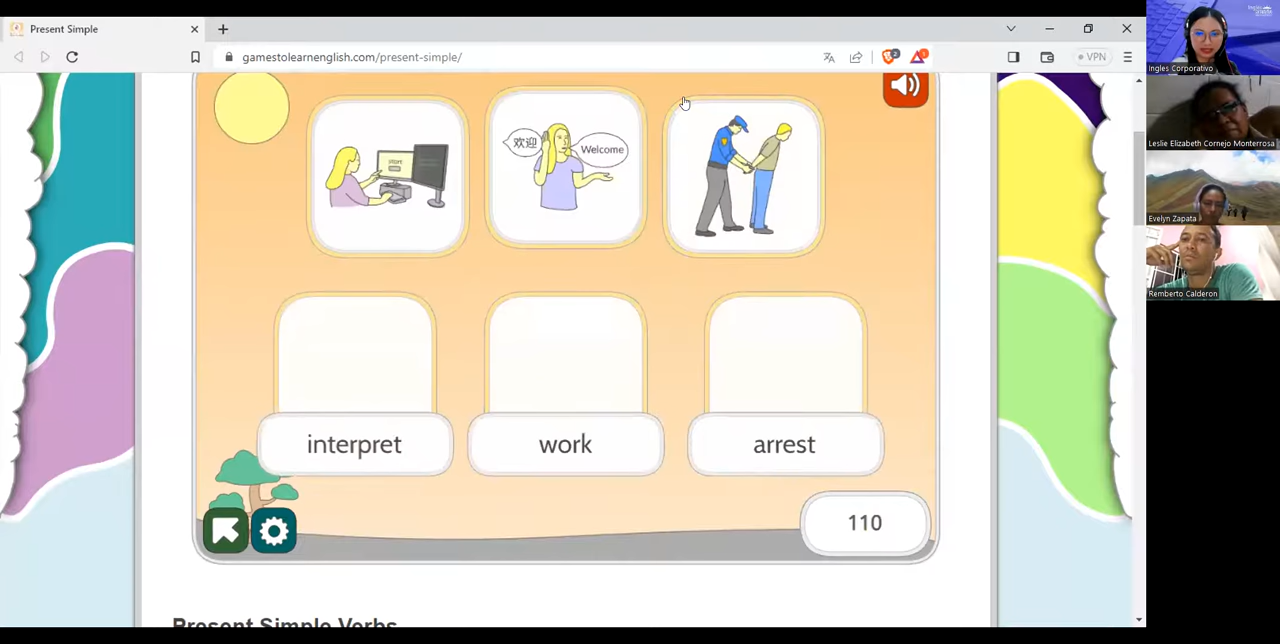 Present Simple
gamestolearnenglish.com/present-simple/
VPN
start
欢迎
Welcome
interpret
work
arrest
110
Present Simple Verbs
Ingles Corporativo
Leslie Elizabeth Cornejo Monterrosa
Evelyn Zapata
Remberto Calderon